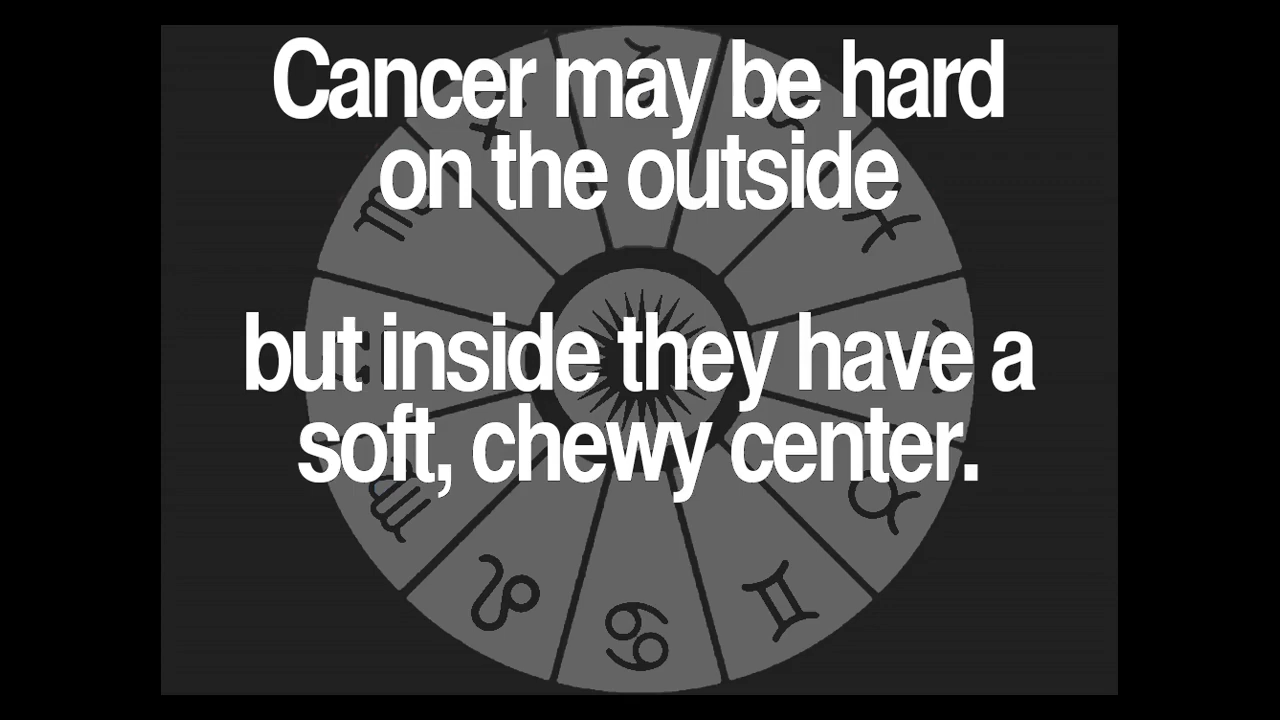 Cancer may be hard
on the outside
but inside they have a
soft, chewy center.